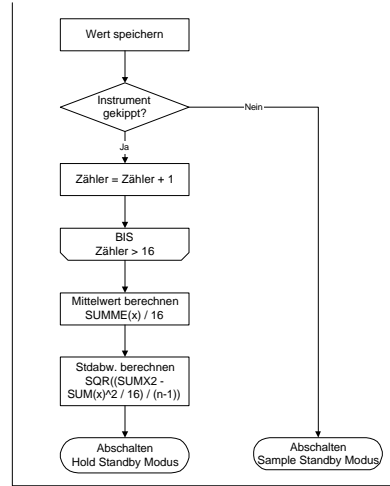 Wert speichern
Instrument
gekippt?
Nein
Ja
Zähler = Zähler + 1
BIS
Zähler > 16
Mittelwert berechnen
SUMME(x) / 16
Stdabw. berechnen
SQR((SUMX2 -
SUM(x)^2 / 16) / (n-1))
Abschalten
Hold Standby Modus
Abschalten
Sample Standby Modus